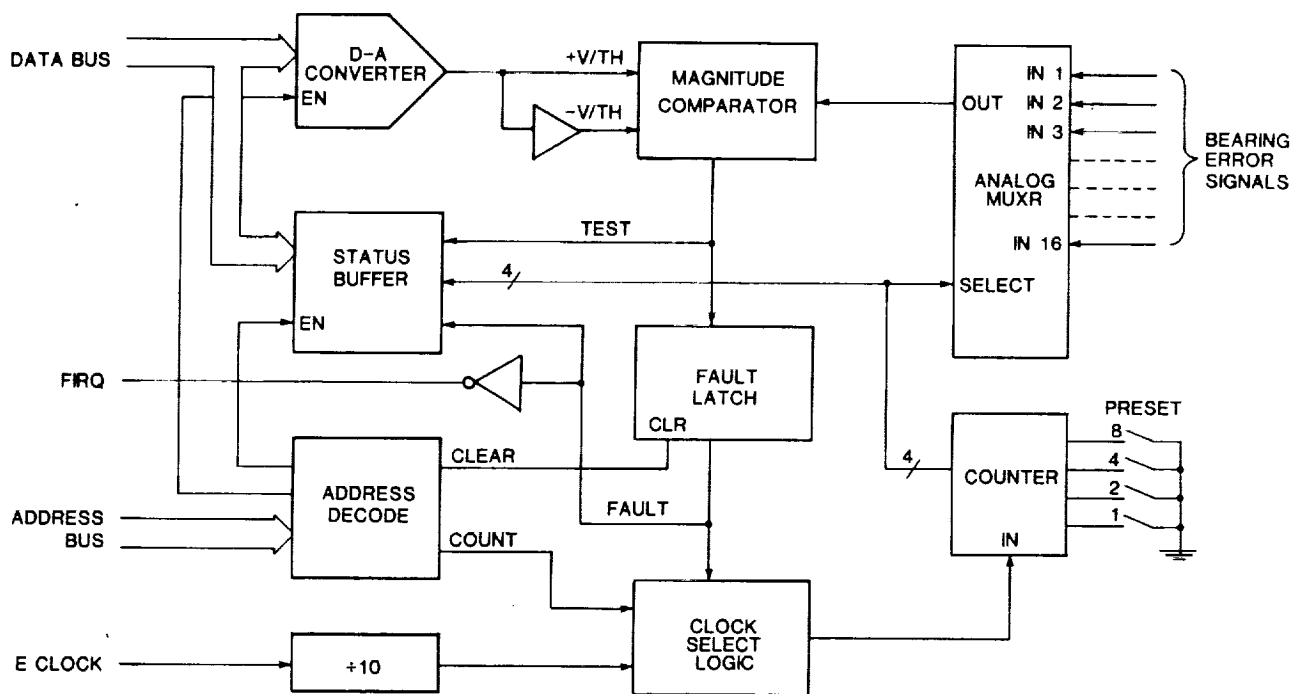 DATA BUS
D-A
CONVERTER
EN
+V/TH
-V/TH
MAGNITUDE
COMPARATOR
OUT
IN 1
IN 2
IN 3
ANALOG
MUXR
IN 16
SELECT
BEARING
ERROR
SIGNALS
STATUS
BUFFER
EN
TEST
4
FIRQ
FAULT
LATCH
CLR
ADDRESS
DECODE
CLEAR
COUNT
FAULT
ADDRESS
BUS
4
COUNTER
IN
PRESET
8
4
2
1
E CLOCK
÷10
CLOCK
SELECT
LOGIC